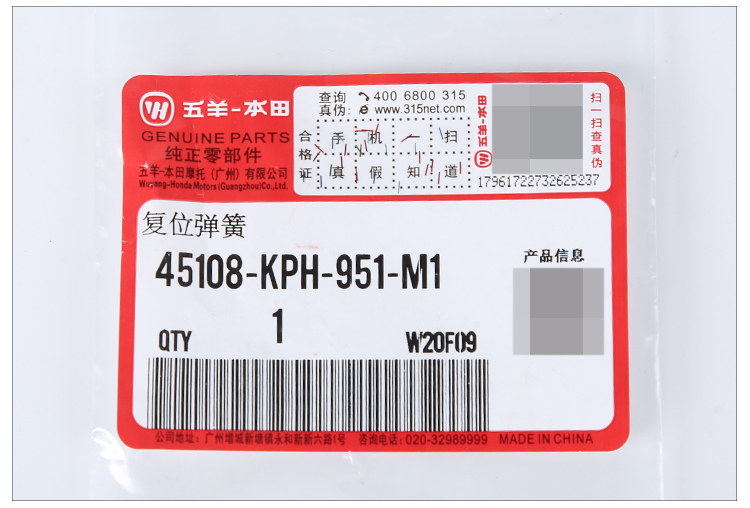 五羊-本田
GENUINE PARTS
纯正零部件
五羊-本田摩托(广州)有限公司
Wuyang-Honda Motors(Guangzhou)Co.,Ltd.
查询 400 6800 315
真伪: www.315net.com
合格证
手机一扫
真假知道
五羊-本田
扫一扫查真伪
17961722732625237
复位弹簧
45108-KPH-951-M1
产品信息
1
QTY
W20F09
公司地址: 广州增城新塘镇永和新新六路1号 咨询电话: 020-32989999 MADE IN CHINA